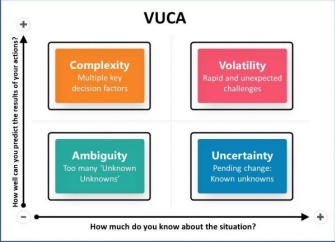 VUCA
How well can you predict the results of your actions?
+
Complexity
Multiple key
decision factors
Volatility
Rapid and unexpected
challenges
Ambiguity
Too many 'Unknown
Unknowns'
Uncertainty
Pending change:
Known unknowns
−
+
How much do you know about the situation?